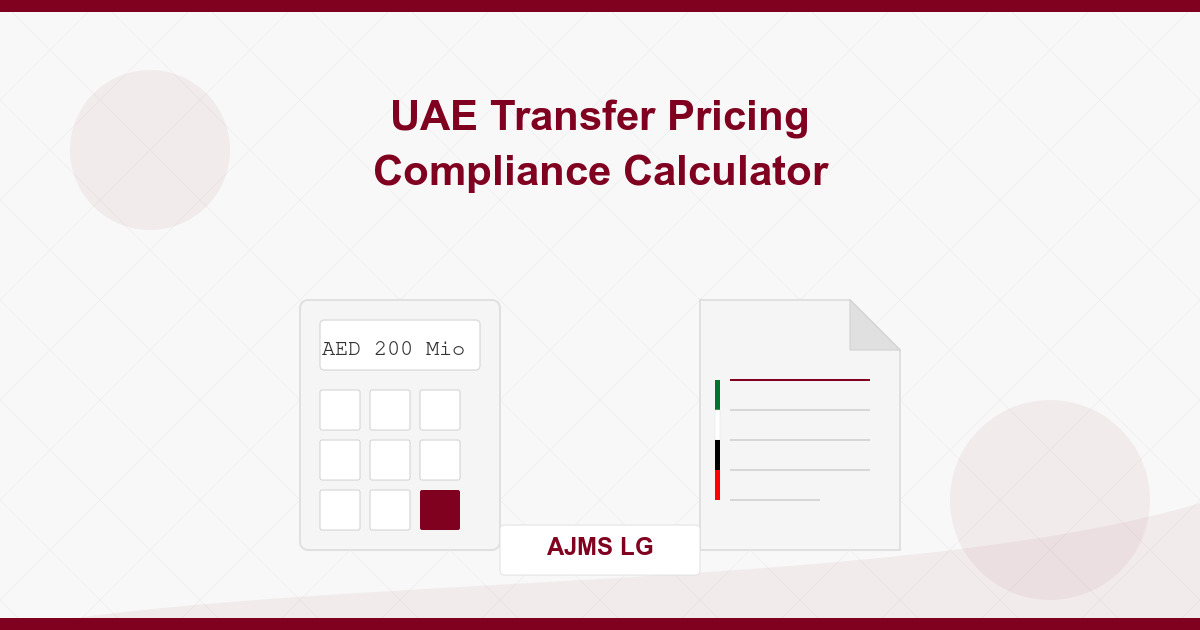 UAE Transfer Pricing
Compliance Calculator
AED 200 Mio
AJMS LG